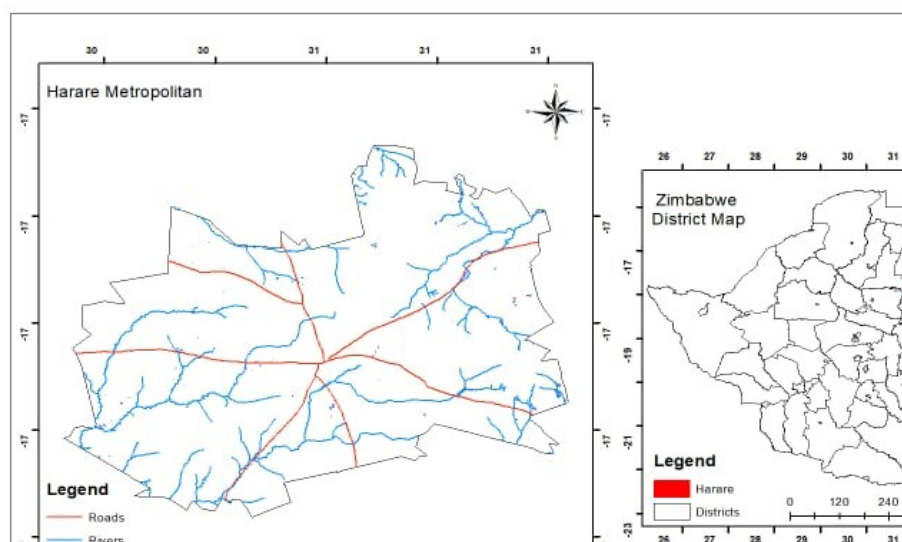 30 30 31 31 31
Harare Metropolitan
N
W E
S
-17 -17
-17 -17
-17 -17
-17 -17
Legend
Roads
Rivers
26 27 28 29 30 31
Zimbabwe
District Map
-17
-19
-21
-23
Legend
Harare
Districts
0 120 240
26 27 28 29 30 31